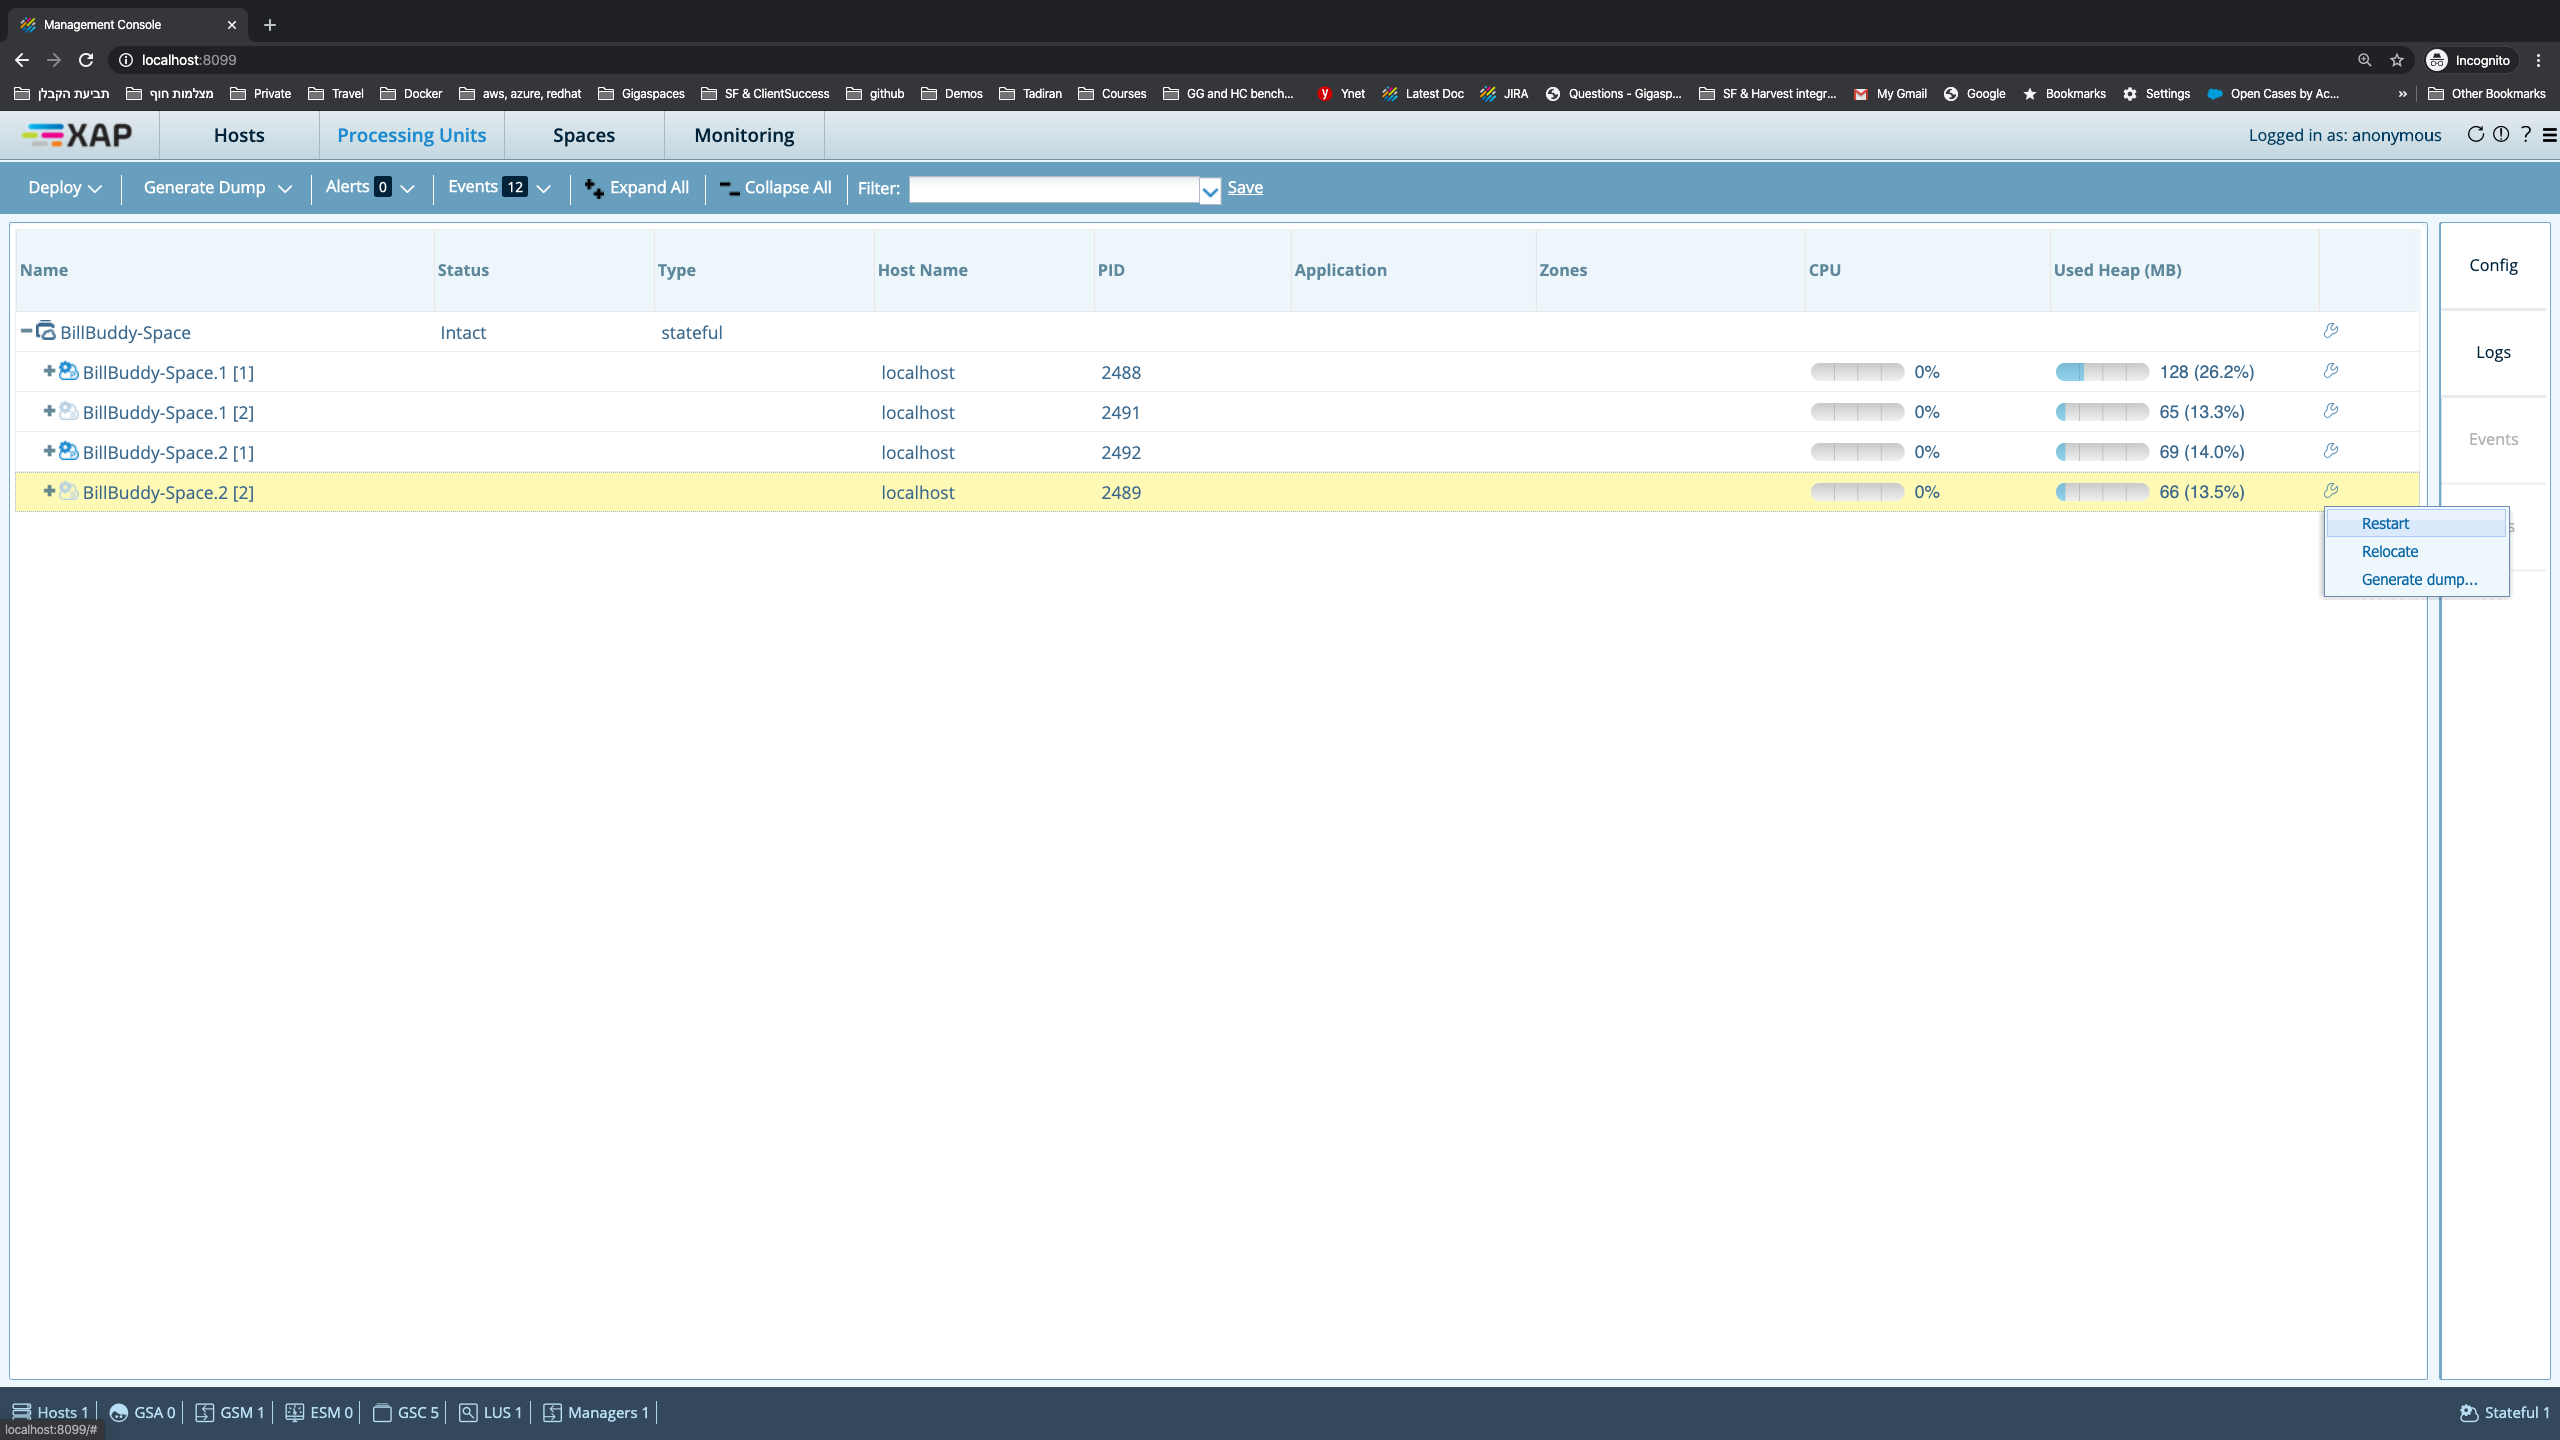 Management Console
localhost:8099
Incognito
תביעת הקבלן
מצלמות חוף
Private
Travel
Docker
aws, azure, redhat
Gigaspaces
SF & ClientSuccess
github
Demos
Tadiran
Courses
GG and HC bench...
Ynet
Latest Doc
JIRA
Questions - Gigasp...
SF & Harvest integr...
My Gmail
Google
Bookmarks
Settings
Open Cases by Ac...
»
Other Bookmarks
XAP
Hosts
Processing Units
Spaces
Monitoring
Logged in as: anonymous
Deploy
Generate Dump
Alerts 0
Events 12
Expand All
Collapse All
Filter:
Save
Name Status Type Host Name PID Application Zones CPU Used Heap (MB)
BillBuddy-Space Intact stateful
BillBuddy-Space.1 [1] localhost 2488 0% 128 (26.2%)
BillBuddy-Space.1 [2] localhost 2491 0% 65 (13.3%)
BillBuddy-Space.2 [1] localhost 2492 0% 69 (14.0%)
BillBuddy-Space.2 [2] localhost 2489 0% 66 (13.5%)
Config
Logs
Events
Restart
Relocate
Generate dump...
Hosts 1
GSA 0
GSM 1
ESM 0
GSC 5
LUS 1
Managers 1
Stateful 1
localhost:8099/#